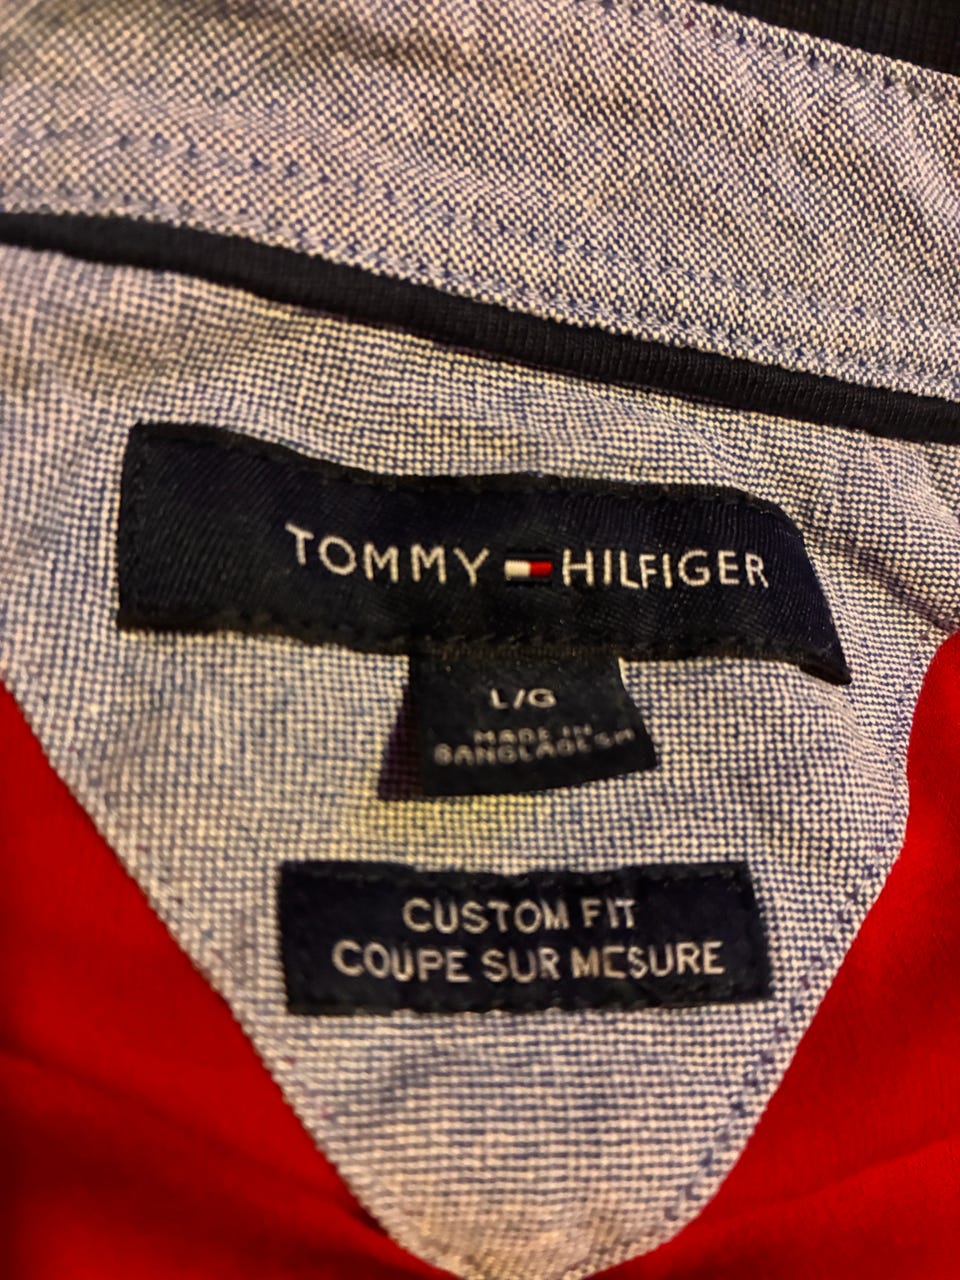 TOMMY HILFIGER
L/G
MADE IN
BANGLADESH
CUSTOM FIT
COUPE SUR MESURE